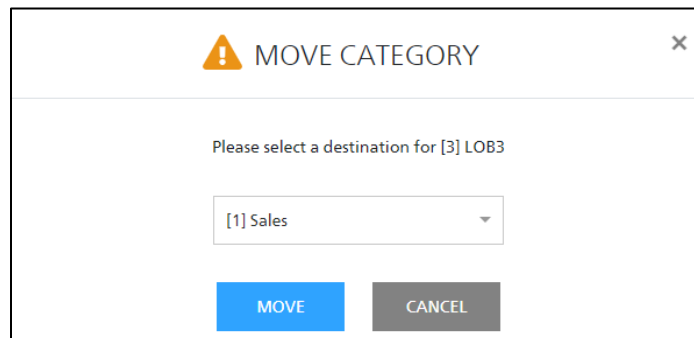 MOVE CATEGORY
Please select a destination for [3] LOB3
[1] Sales
MOVE CANCEL